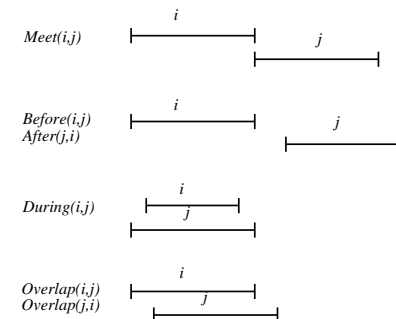 i
Meet(i,j)
j
i
Before(i,j)
After(j,i)
j
i
During(i,j)
j
i
Overlap(i,j)
Overlap(j,i)
j